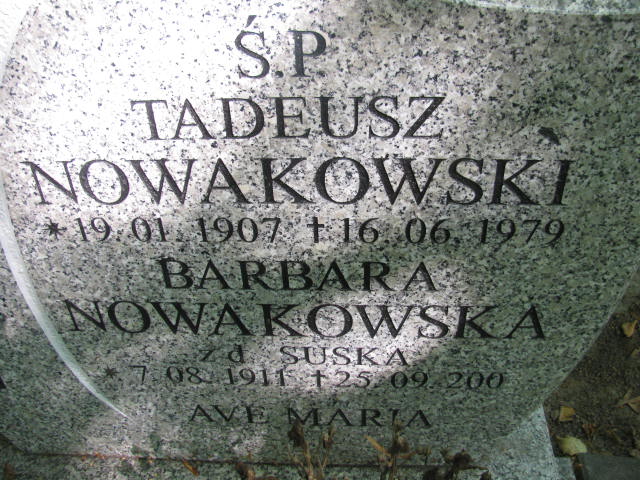 Ś.P
TADEUSZ
NOWAKOWSKI
*19.01.1907 †16.06.1979
BARBARA
NOWAKOWSKA
z d SUSKA
*7.08.1911 †25.09.200
AVE MARIA